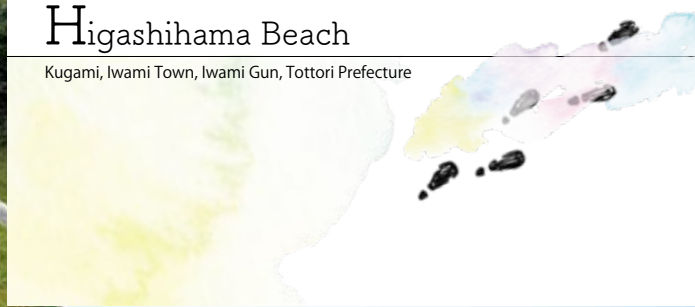 Higashihama Beach
Kugami, Iwami Town, Iwami Gun, Tottori Prefecture